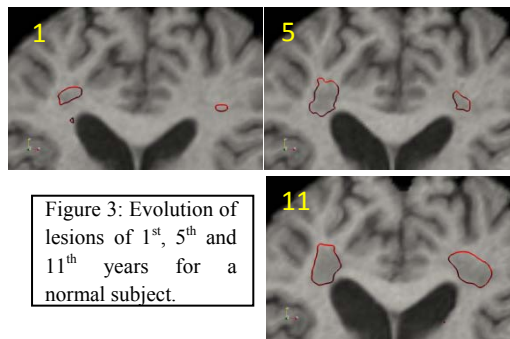 1
5
Figure 3: Evolution of
lesions of 1st, 5th and
11th years for a
normal subject.
11